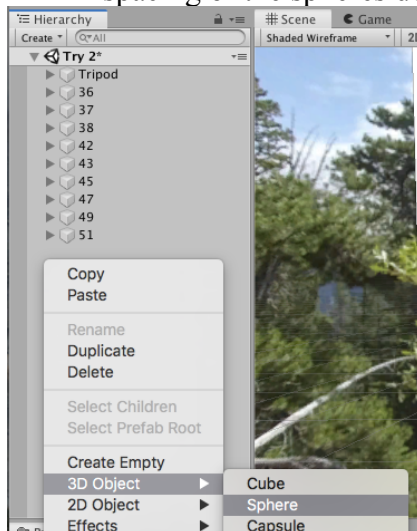 Hierarchy
# Scene
Game
Create
All
Shaded Wireframe
Try 2*
Tripod
36
37
38
42
43
45
47
49
51
Copy
Paste
Rename
Duplicate
Delete
Select Children
Select Prefab Root
Create Empty
3D Object
Cube
2D Object
Sphere
Effects
Capsule